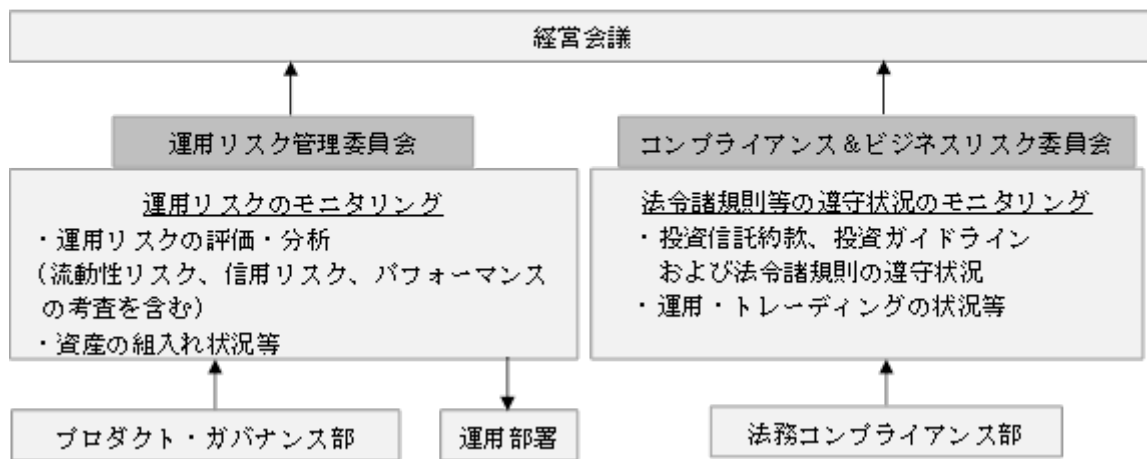 経営会議
運用リスク管理委員会
運用リスクのモニタリング
・運用リスクの評価・分析
(流動性リスク、信用リスク、パフォーマンス
の考査を含む)
・資産の組入れ状況等
プロダクト・ガバナンス部
運用部署
コンプライアンス&ビジネスリスク委員会
法令諸規則等の遵守状況のモニタリング
・投資信託約款、投資ガイドライン
および法令諸規則の遵守状況
・運用・トレーディングの状況等
法務コンプライアンス部